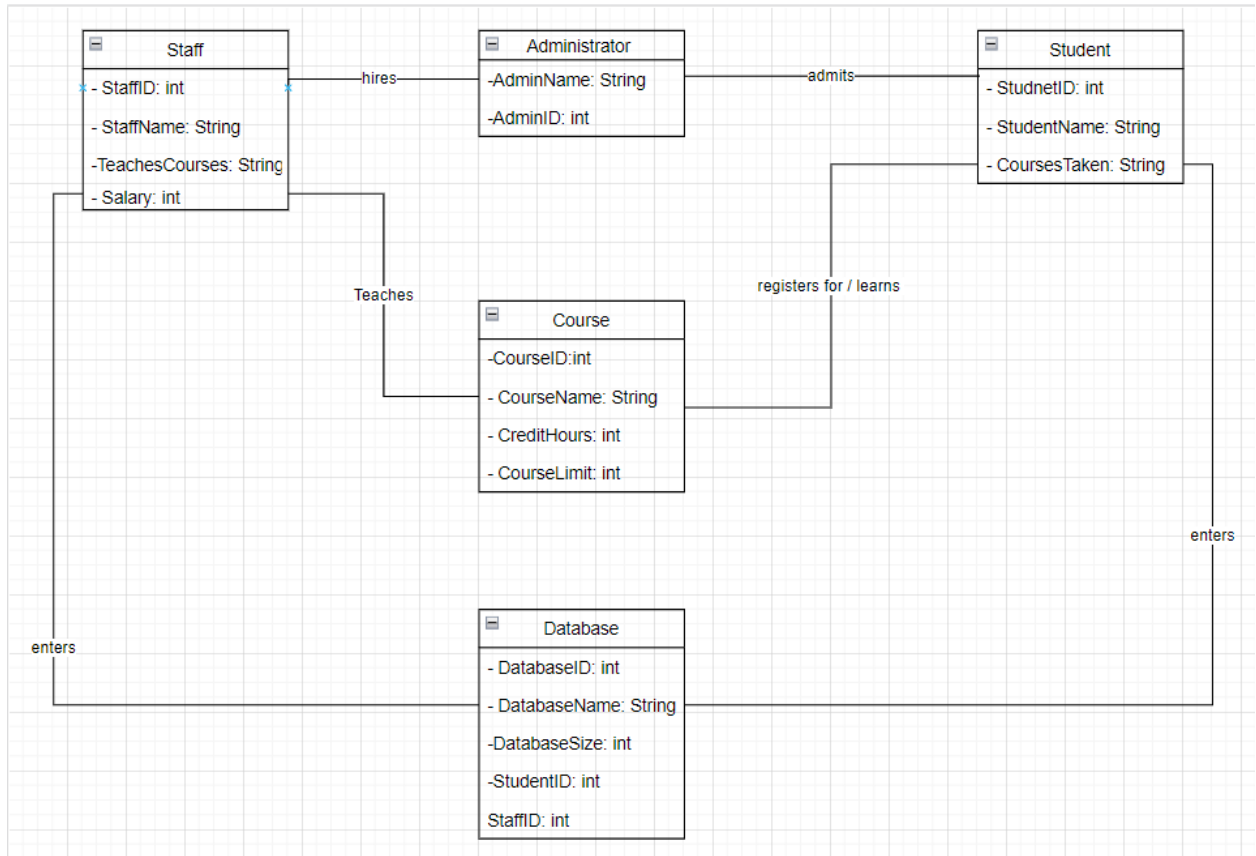 Staff
- StaffID: int
- StaffName: String
-TeachesCourses: String
- Salary: int
hires
Administrator
-AdminName: String
-AdminID: int
admits
Student
- StudnetID: int
- StudentName: String
- CoursesTaken: String
Teaches
registers for / learns
Course
-CourseID:int
- CourseName: String
- CreditHours: int
- CourseLimit: int
enters
enters
Database
- DatabaseID: int
- DatabaseName: String
-DatabaseSize: int
-StudentID: int
StaffID: int